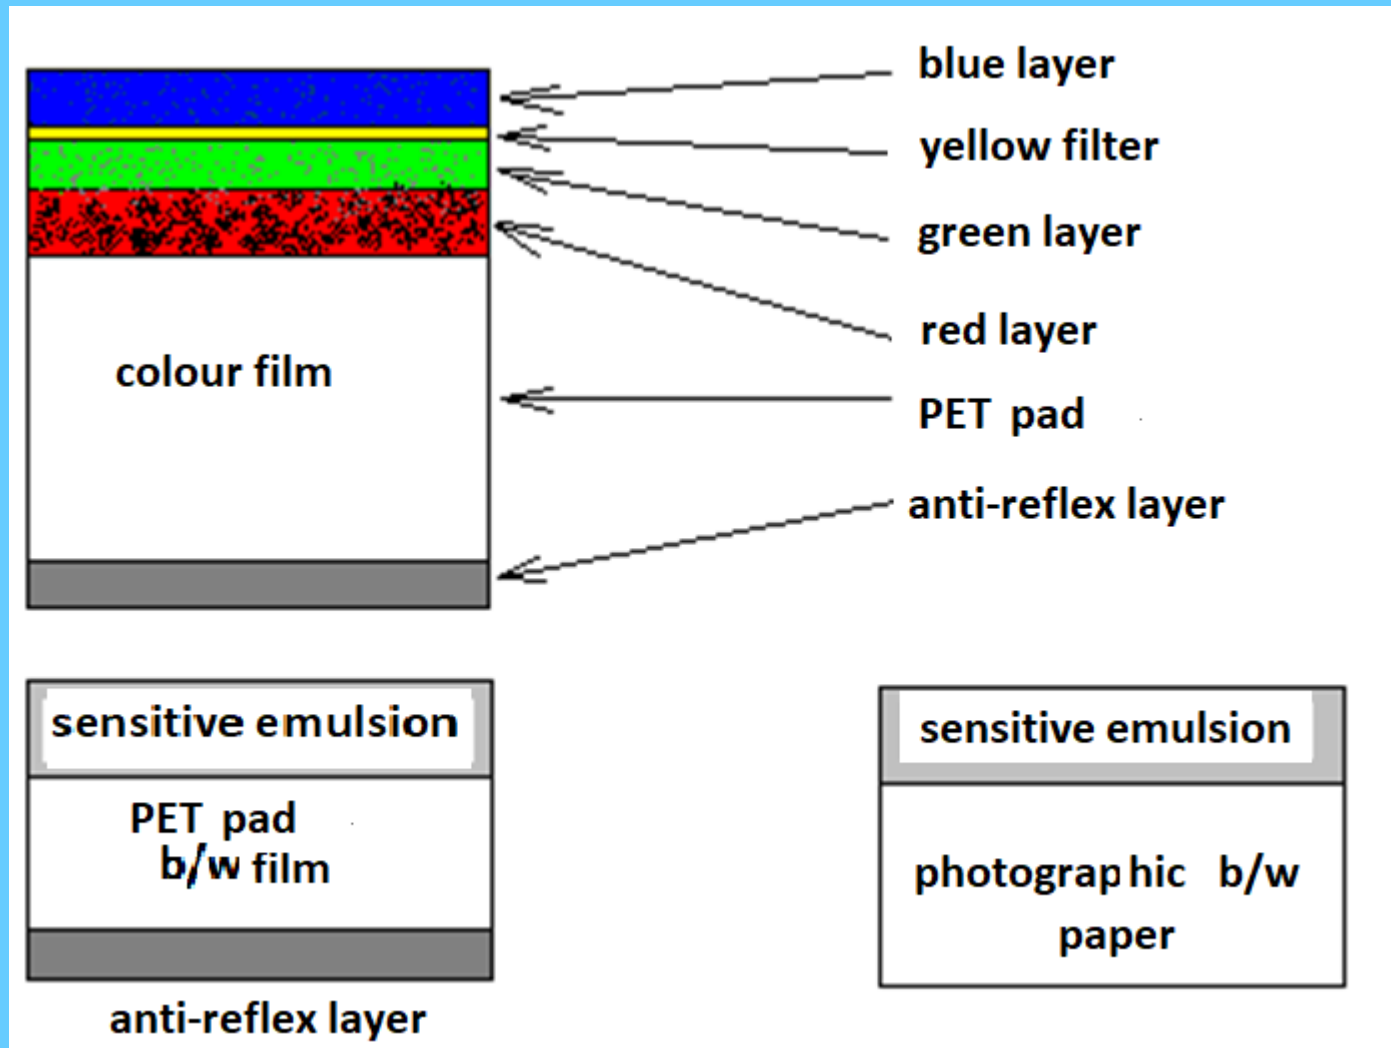 blue layer
yellow filter
green layer
red layer
colour film
PET pad
anti-reflex layer
sensitive emulsion
PET pad
b/w film
anti-reflex layer
sensitive emulsion
photographic b/w
paper